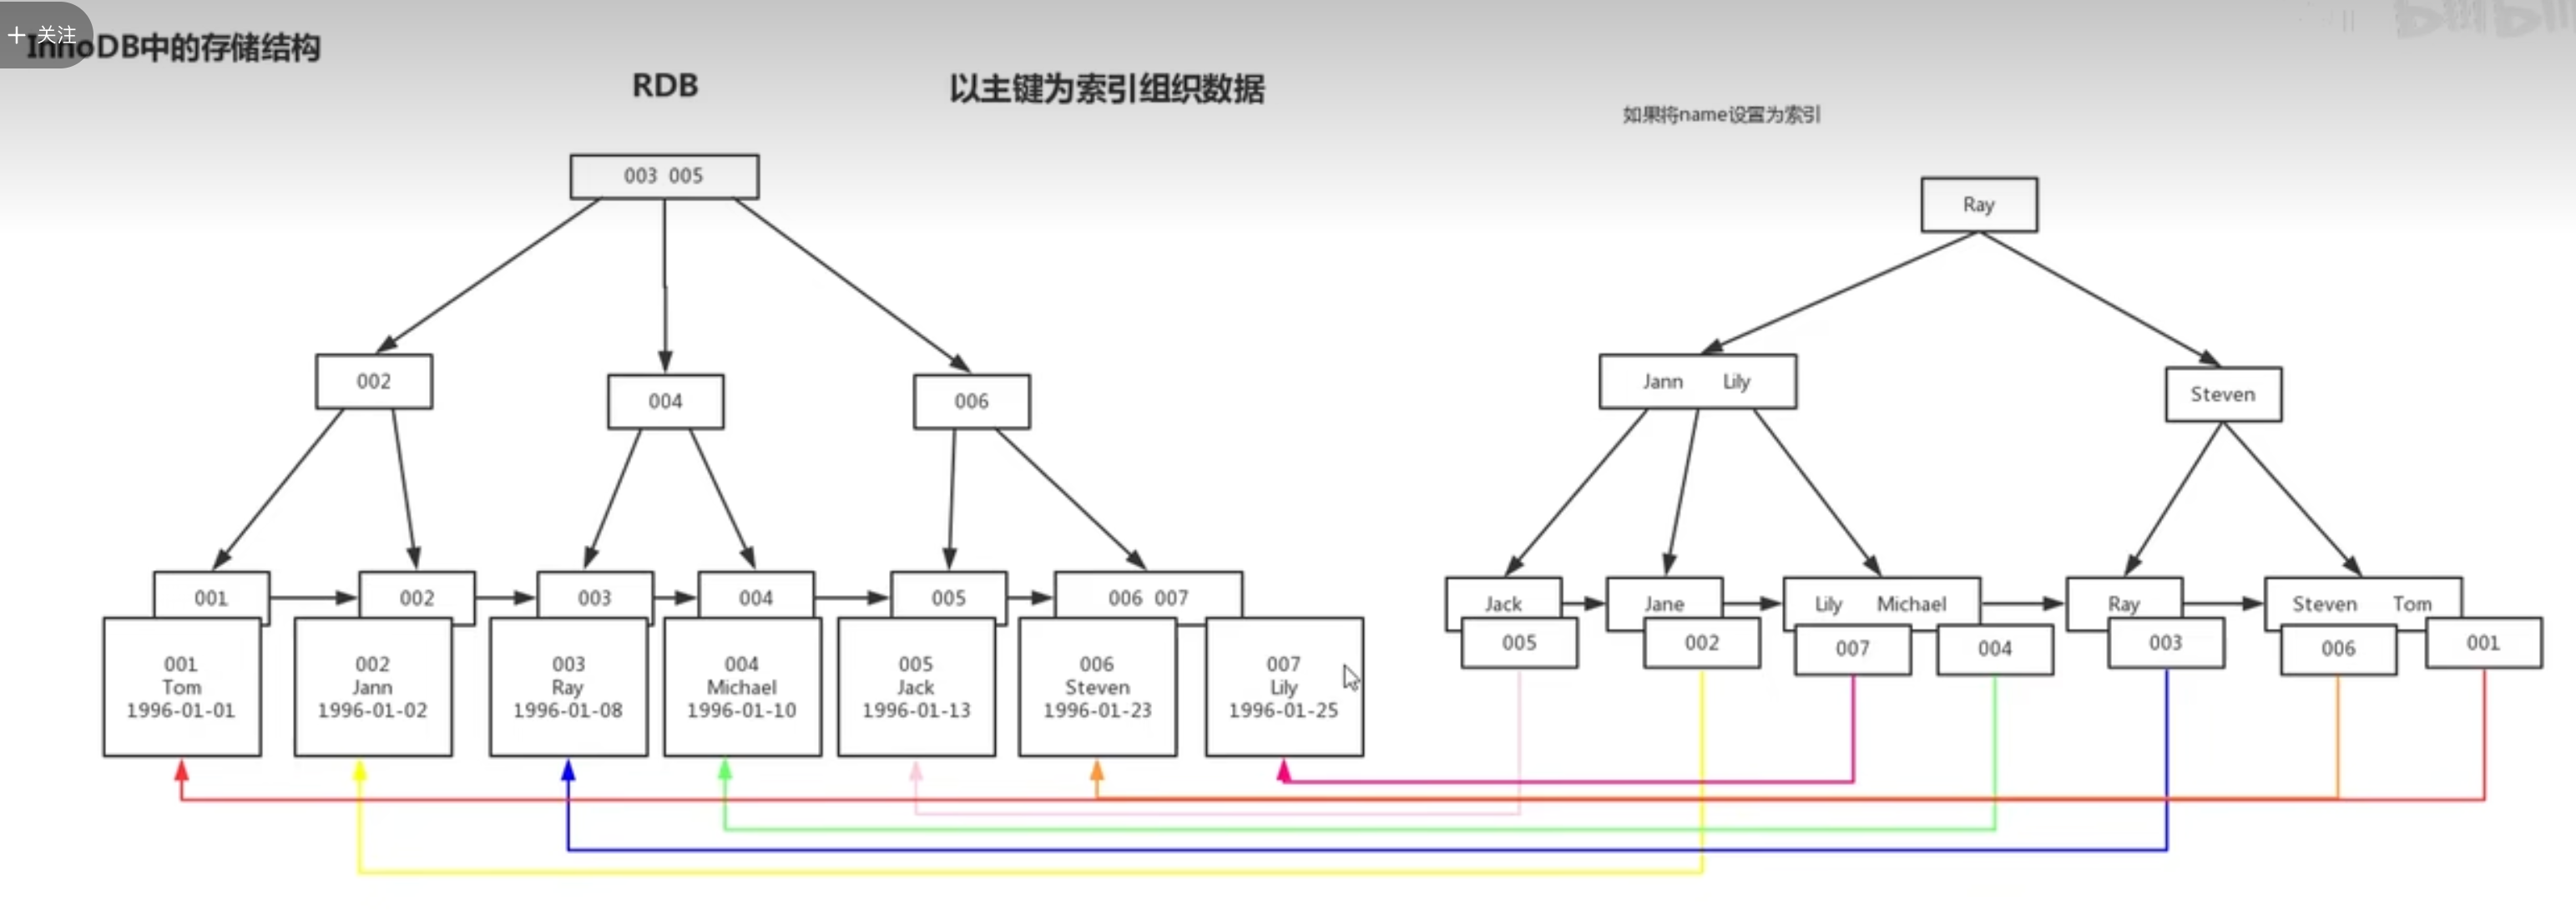 + 关注
InnoDB中的存储结构
RDB
以主键为索引组织数据
如果将name设置为索引
003 005
Ray
002
004
006
Jann Lily
Steven
001
002
003
004
005
006 007
Jack
Jane
Lily Michael
Ray
Steven Tom
005
002
007
004
003
006
001
001
Tom
1996-01-01
002
Jann
1996-01-02
003
Ray
1996-01-08
004
Michael
1996-01-10
005
Jack
1996-01-13
006
Steven
1996-01-23
007
Lily
1996-01-25